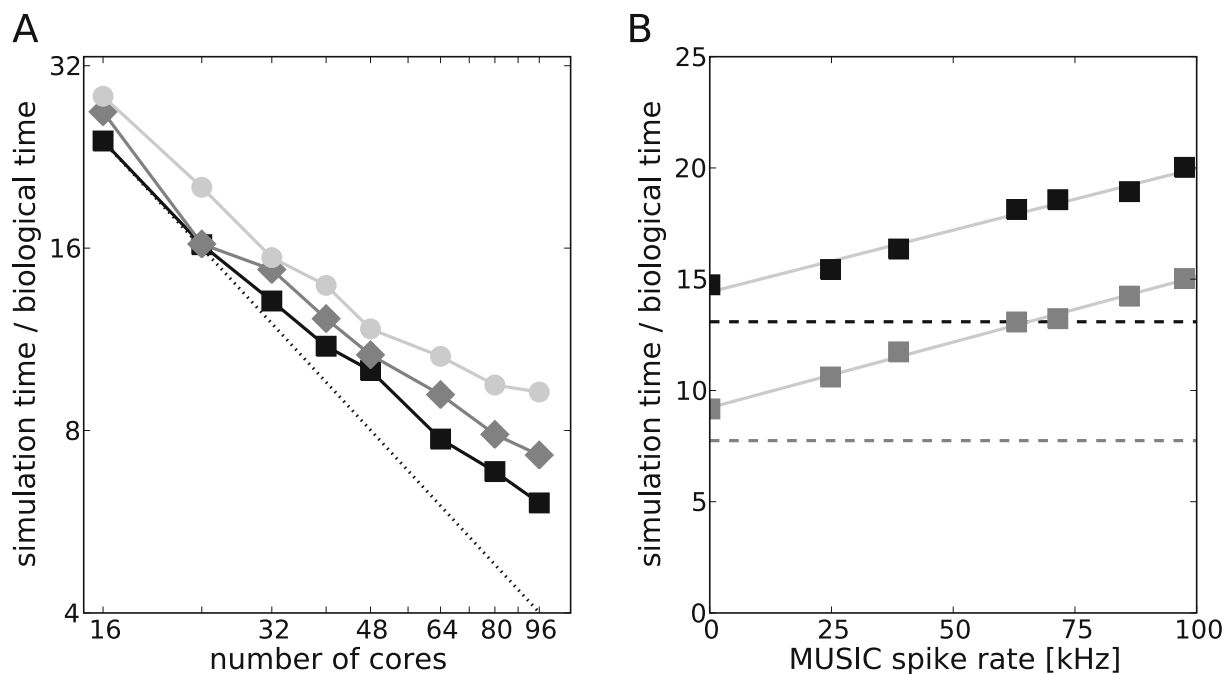 A
simulation time / biological time
32
16
8
4
16 32 48 64 80 96
number of cores
B
simulation time / biological time
25
20
15
10
5
0
0 25 50 75 100
MUSIC spike rate [kHz]